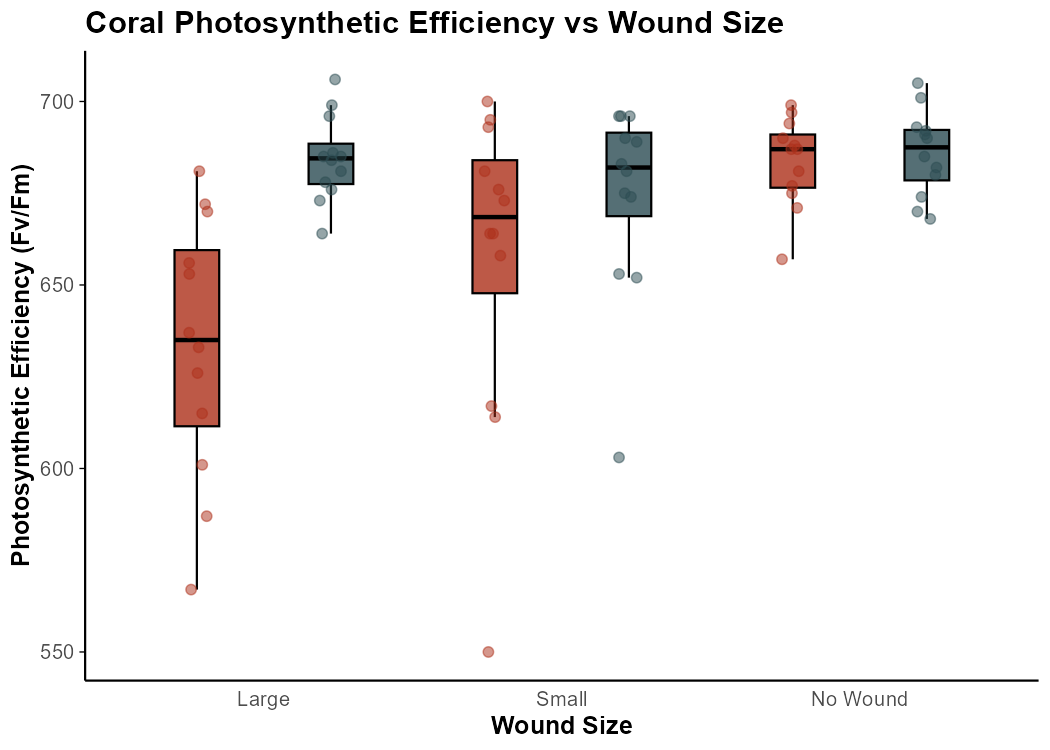 Coral Photosynthetic Efficiency vs Wound Size
Photosynthetic Efficiency (Fv/Fm)
700
650
600
550
Large
Small
No Wound
Wound Size